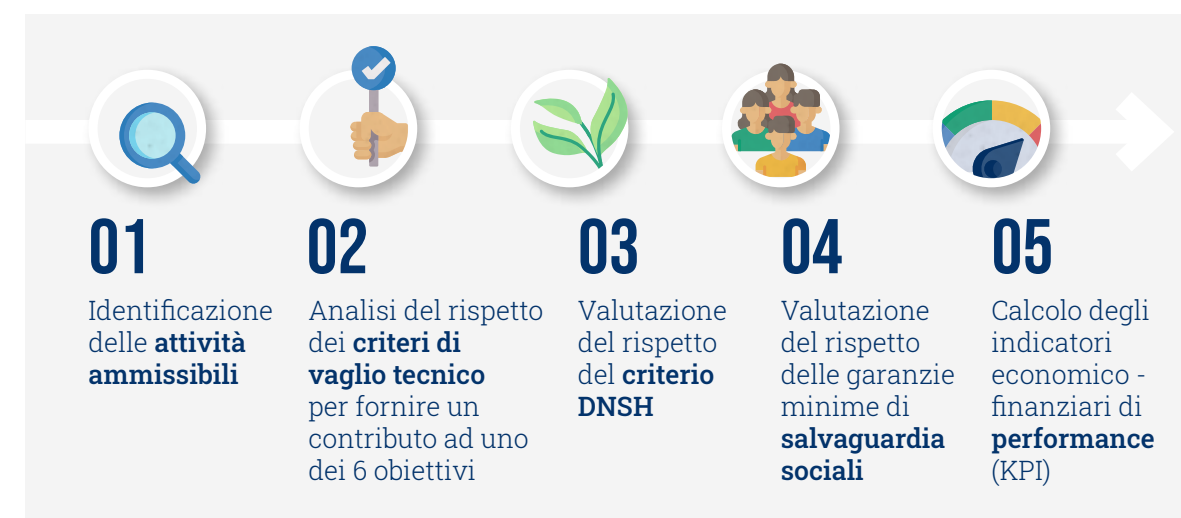 01
Identificazione
delle attività
ammissibili
02
Analisi del rispetto
dei criteri di
vaglio tecnico
per fornire un
contributo ad uno
dei 6 obiettivi
03
Valutazione
del rispetto
del criterio
DNSH
04
Valutazione
del rispetto
delle garanzie
minime di
salvaguardia
sociali
05
Calcolo degli
indicatori
economico -
finanziari di
performance
(KPI)